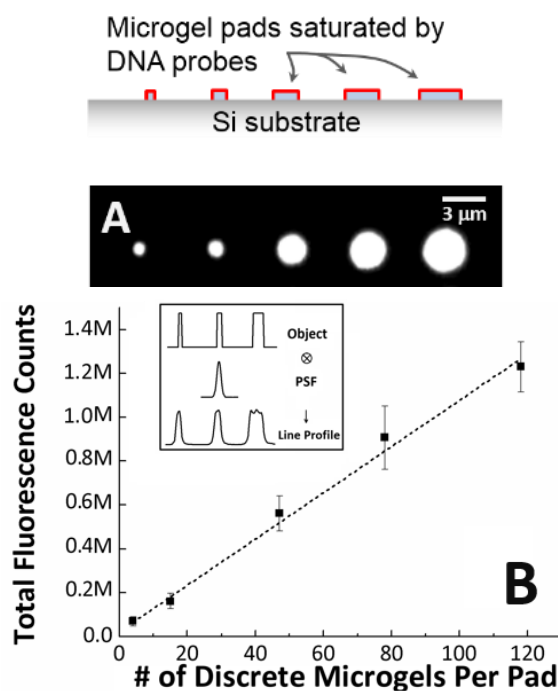 Microgel pads saturated by
DNA probes
Si substrate
A
3 μm
Total Fluorescence Counts
1.4M
1.2M
1.0M
0.8M
0.6M
0.4M
0.2M
0.0
Object
⊗
PSF
↓
Line Profile
B
0 20 40 60 80 100 120
# of Discrete Microgels Per Pad